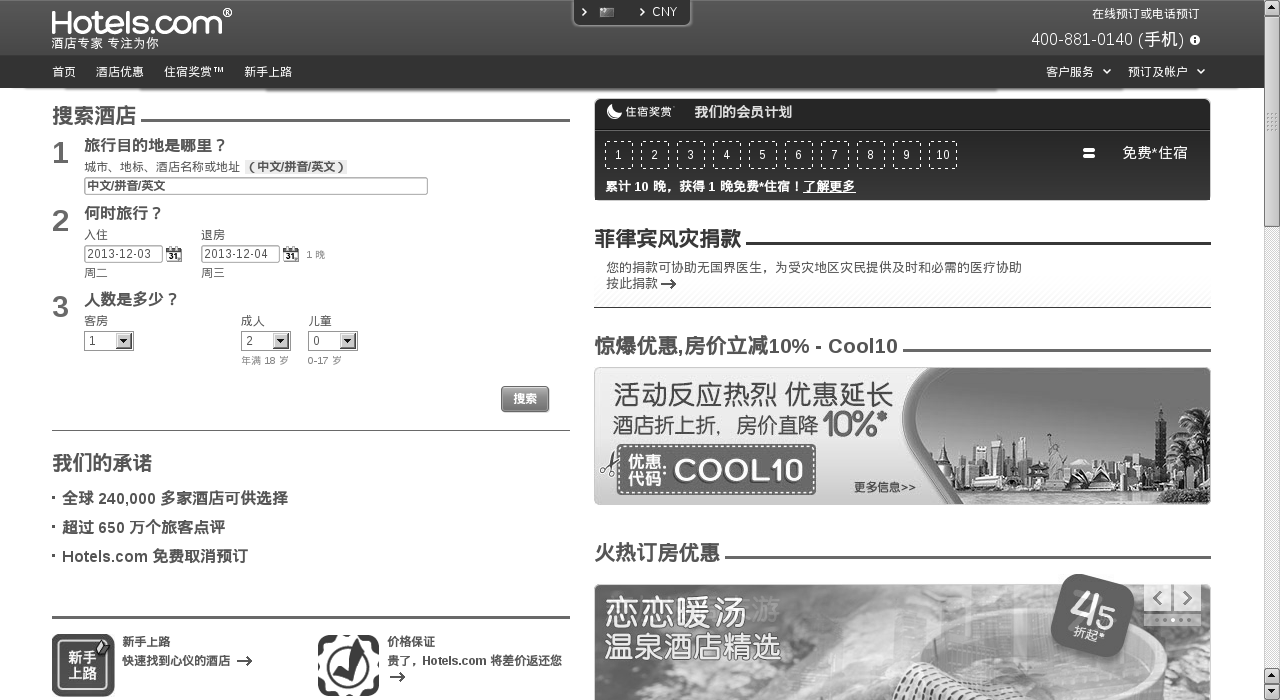 CNY
Hotels.com®
酒店专家 专注为你
在线预订或电话预订
400-881-0140 (手机)
首页 酒店优惠 住宿奖赏™ 新手上路 客户服务 预订及帐户
搜索酒店
1 旅行目的地是哪里？
城市、地标、酒店名称或地址 （中文/拼音/英文）
中文/拼音/英文
2 何时旅行？
入住 退房
2013-12-03 31 2013-12-04 31 1 晚
周二 周三
3 人数是多少？
客房 成人 儿童
1 2 0
年满 18 岁 0-17 岁
搜索
我们的承诺
全球 240,000 多家酒店可供选择
超过 650 万个旅客点评
Hotels.com 免费取消预订
新手上路
新手上路
快速找到心仪的酒店
价格保证
贵了，Hotels.com 将差价返还您
住宿奖赏 我们的会员计划
1 2 3 4 5 6 7 8 9 10 = 免费*住宿
累计 10 晚，获得 1 晚免费*住宿！了解更多
菲律宾风灾捐款
您的捐款可协助无国界医生，为受灾地区灾民提供及时和必需的医疗协助
按此捐款
惊爆优惠,房价立减10% - Cool10
活动反应热烈 优惠延长
酒店折上折，房价直降10%*
优惠代码: COOL10
更多信息>>
火热订房优惠
恋恋暖汤
温泉酒店精选
45
折起*